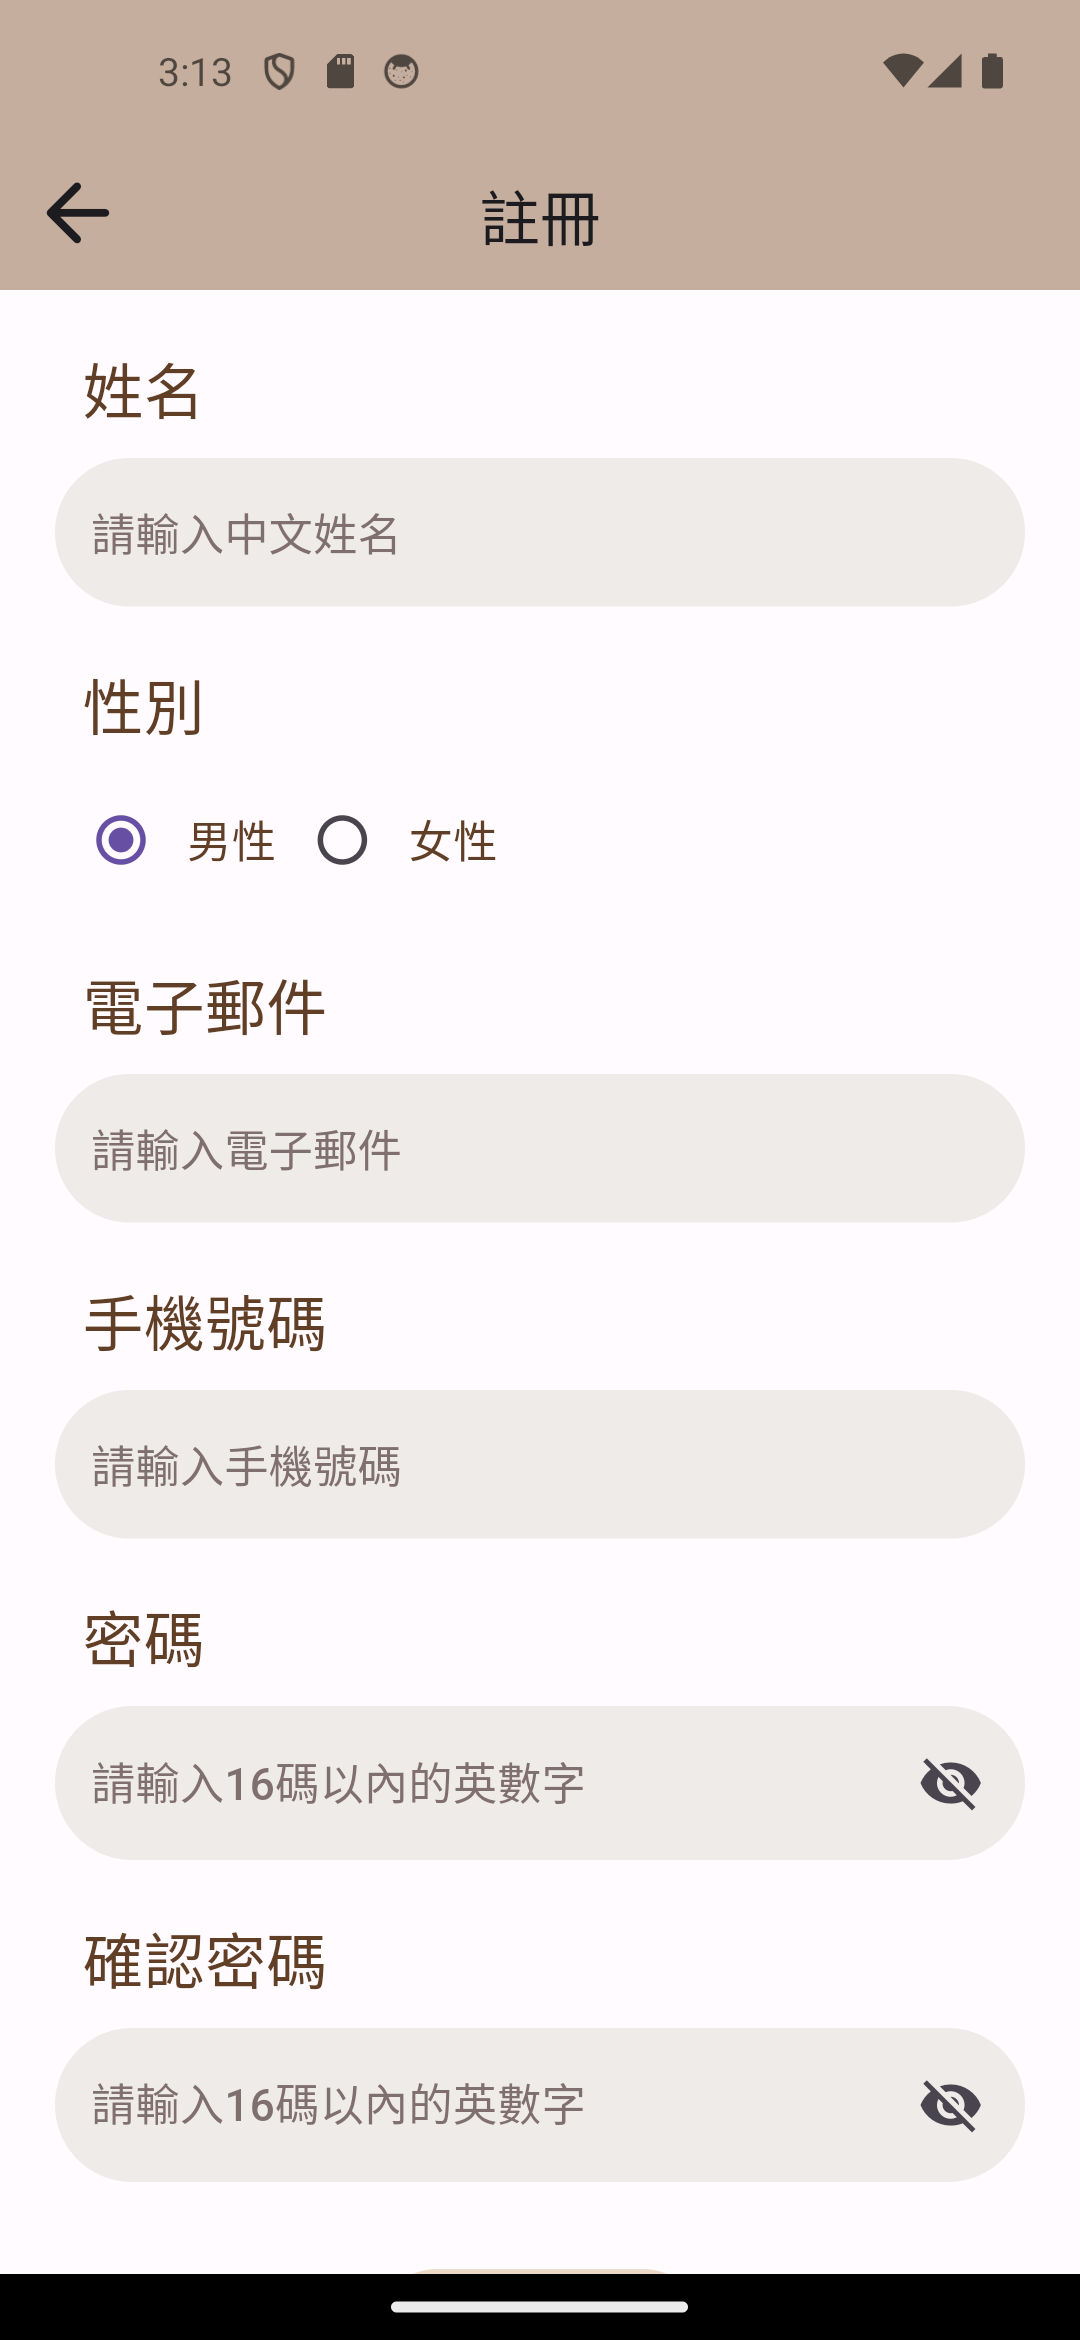 3:13
註冊
姓名
請輸入中文姓名
性別
男性 女性
電子郵件
請輸入電子郵件
手機號碼
請輸入手機號碼
密碼
請輸入16碼以內的英數字
確認密碼
請輸入16碼以內的英數字